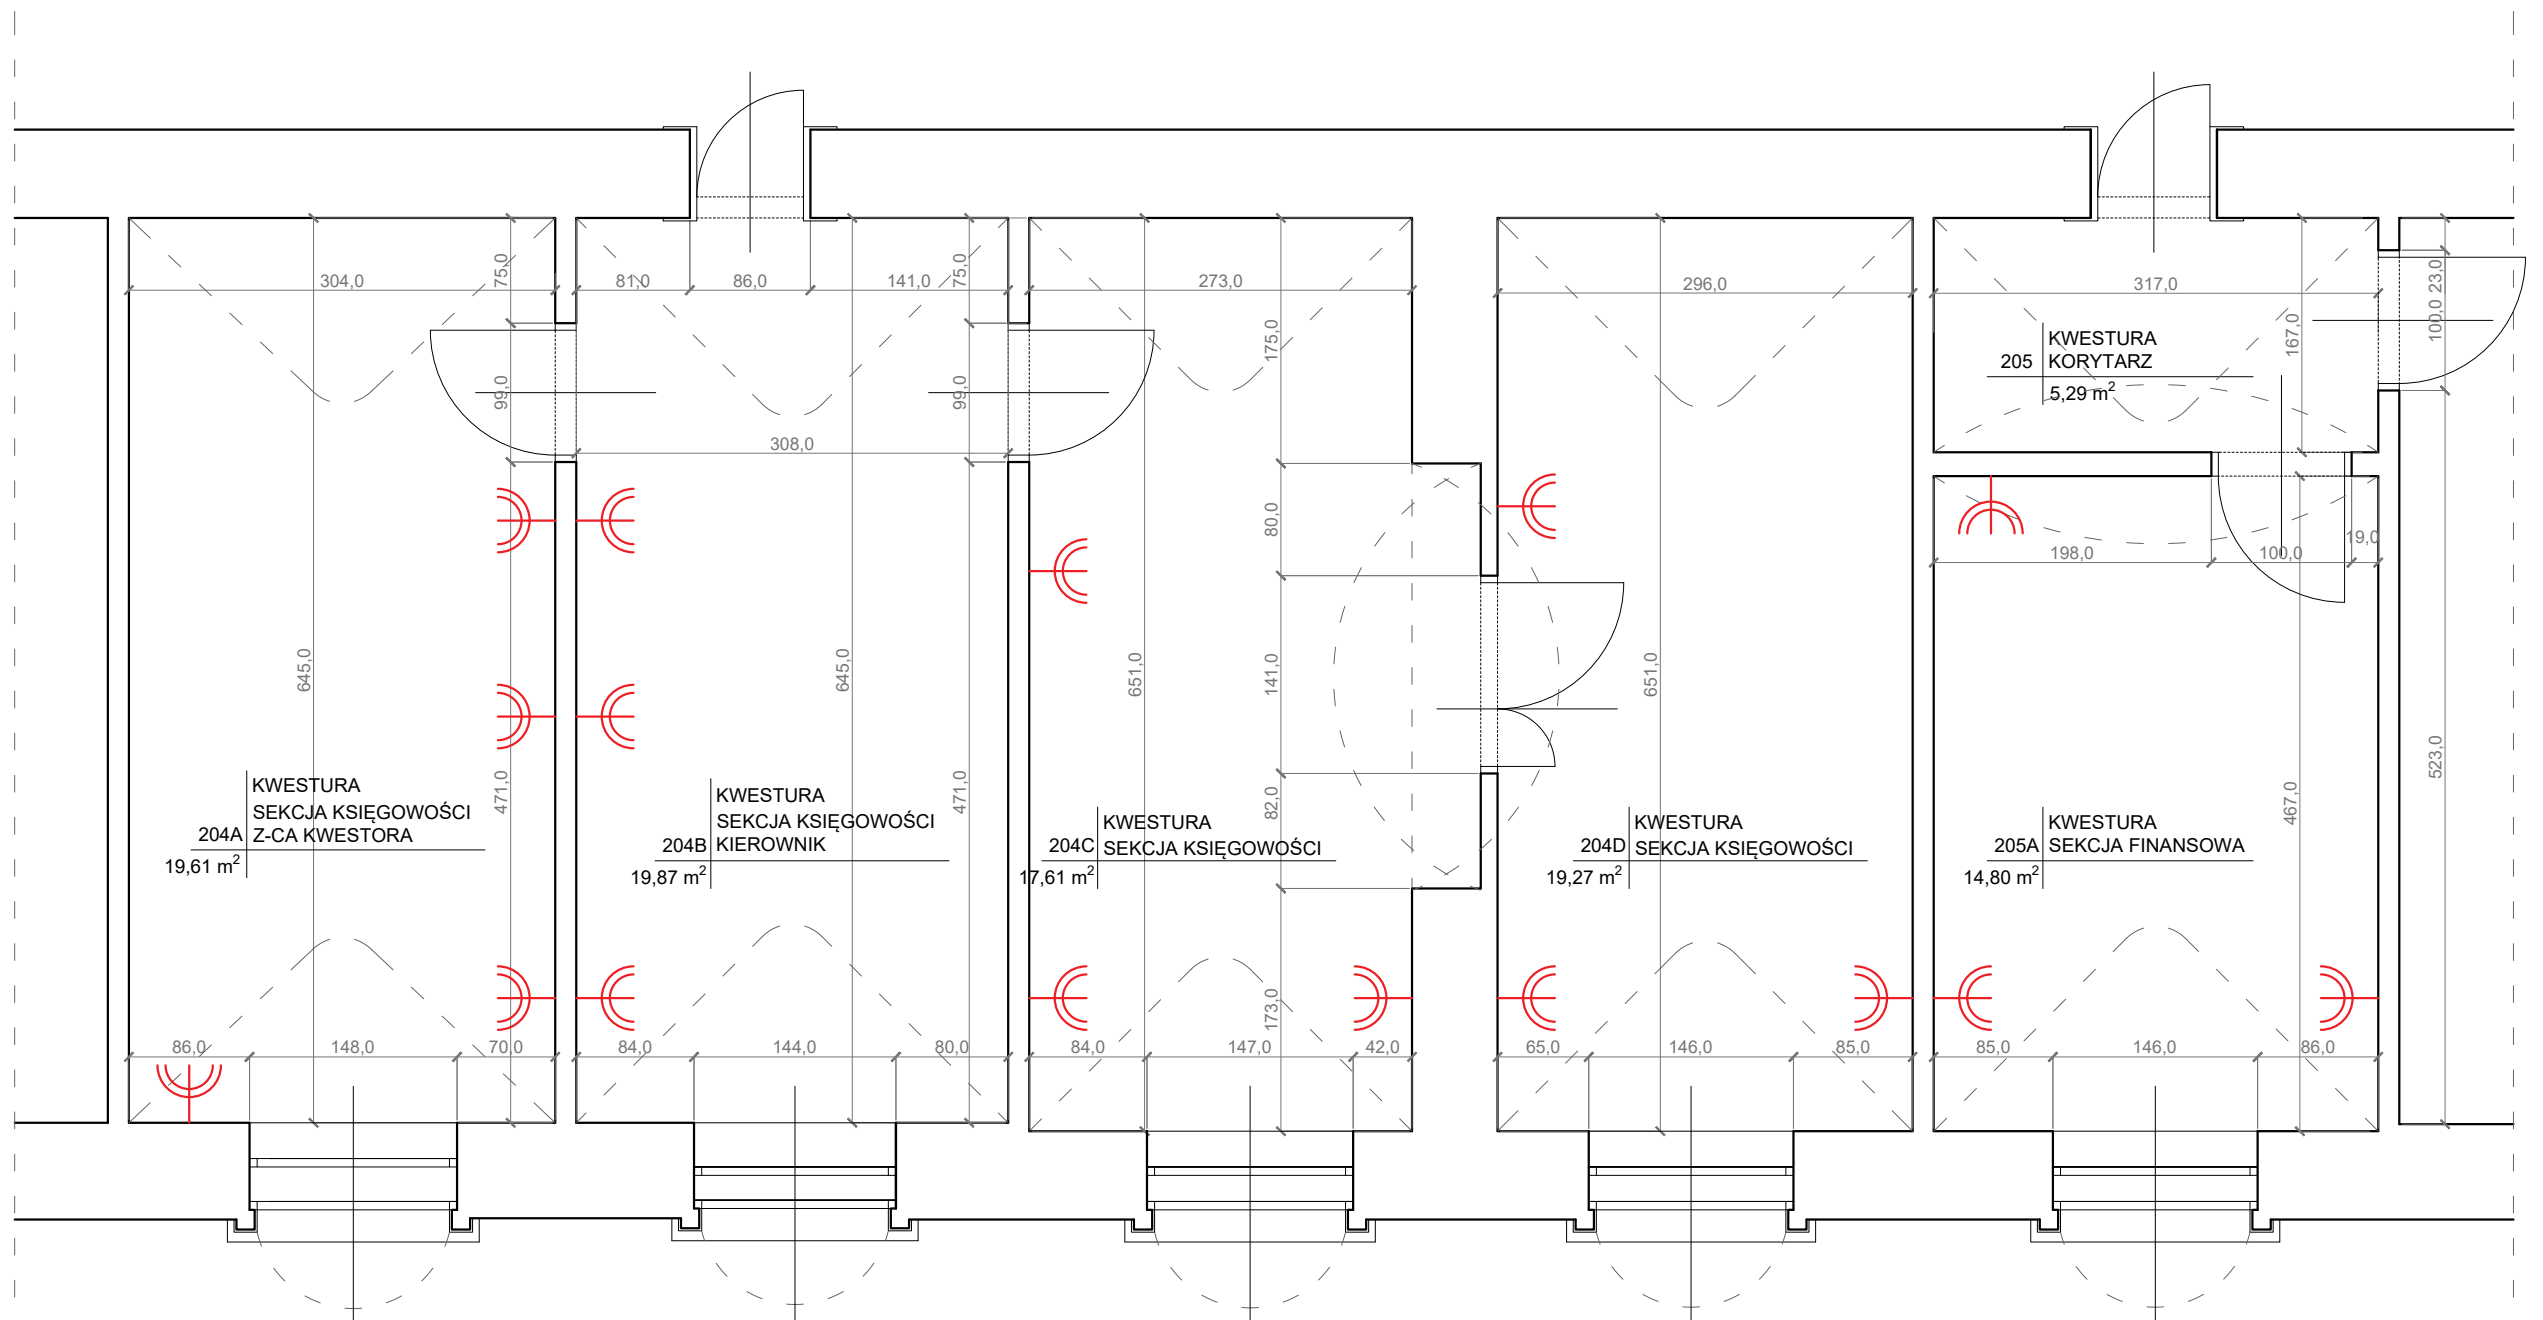 304,0
75,0
81,0
86,0
141,0
75,0
273,0
296,0
317,0
23,0
100,0
99,0
99,0
308,0
175,0
167,0
205
KWESTURA
KORYTARZ
5,29 m²
80,0
198,0
100,0
19,0
645,0
645,0
651,0
141,0
651,0
471,0
471,0
82,0
467,0
523,0
KWESTURA
SEKCJA KSIĘGOWOŚCI
204A Z-CA KWESTORA
19,61 m²
KWESTURA
SEKCJA KSIĘGOWOŚCI
204B KIEROWNIK
19,87 m²
KWESTURA
204C SEKCJA KSIĘGOWOŚCI
17,61 m²
KWESTURA
204D SEKCJA KSIĘGOWOŚCI
19,27 m²
KWESTURA
205A SEKCJA FINANSOWA
14,80 m²
173,0
86,0
148,0
70,0
84,0
144,0
80,0
84,0
147,0
42,0
65,0
146,0
85,0
85,0
146,0
86,0